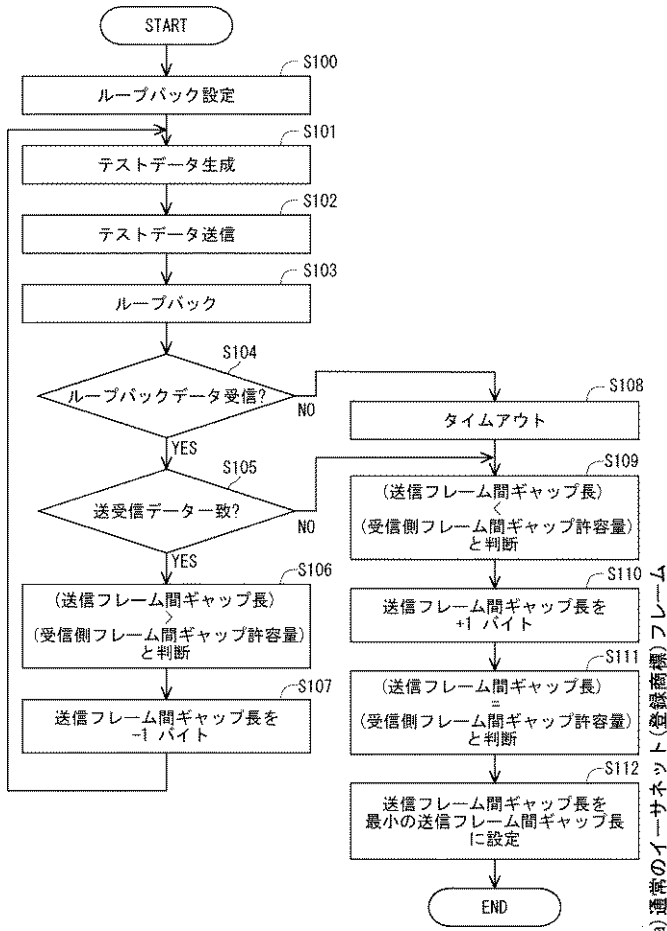 START
S100
ループバック設定
S101
テストデータ生成
S102
テストデータ送信
S103
ループバック
S104
ループバックデータ受信?
NO
YES
S105
送受信データ一致?
NO
YES
S106
(送信フレーム間ギャップ長)
>
(受信側フレーム間ギャップ許容量)
と判断
S107
送信フレーム間ギャップ長を
-1 バイト
S108
タイムアウト
S109
(送信フレーム間ギャップ長)
<
(受信側フレーム間ギャップ許容量)
と判断
S110
送信フレーム間ギャップ長を
+1 バイト
S111
(送信フレーム間ギャップ長)
=
(受信側フレーム間ギャップ許容量)
と判断
S112
送信フレーム間ギャップ長を
最小の送信フレーム間ギャップ長
に設定
END
通常のイーサネット(登録商標)フレーム